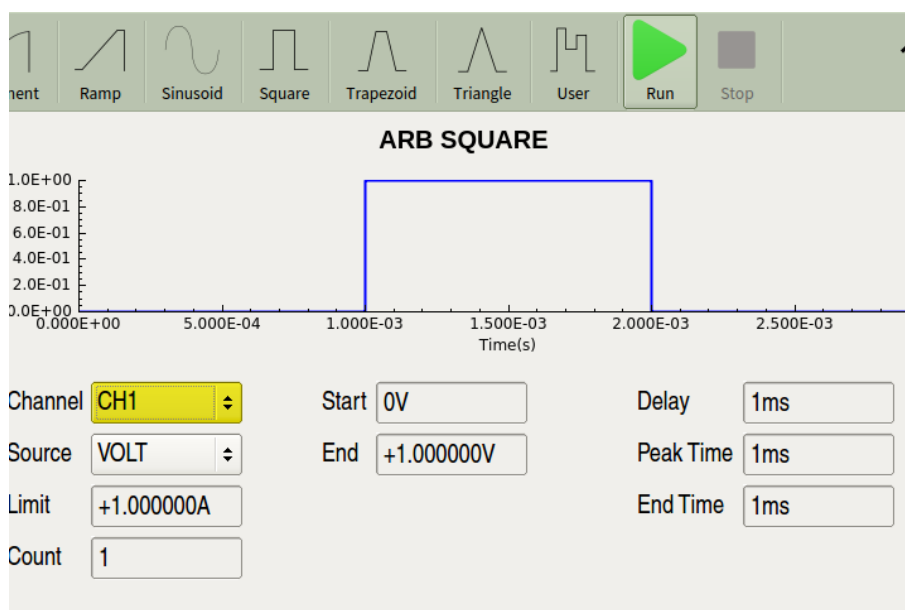 nent Ramp Sinusoid Square Trapezoid Triangle User Run Stop
ARB SQUARE
1.0E+00
8.0E-01
6.0E-01
4.0E-01
2.0E-01
0.0E+00
0.000E+00 5.000E-04 1.000E-03 1.500E-03 2.000E-03 2.500E-03
Time(s)
Channel CH1 Start 0V Delay 1ms
Source VOLT End +1.000000V Peak Time 1ms
Limit +1.000000A End Time 1ms
Count 1